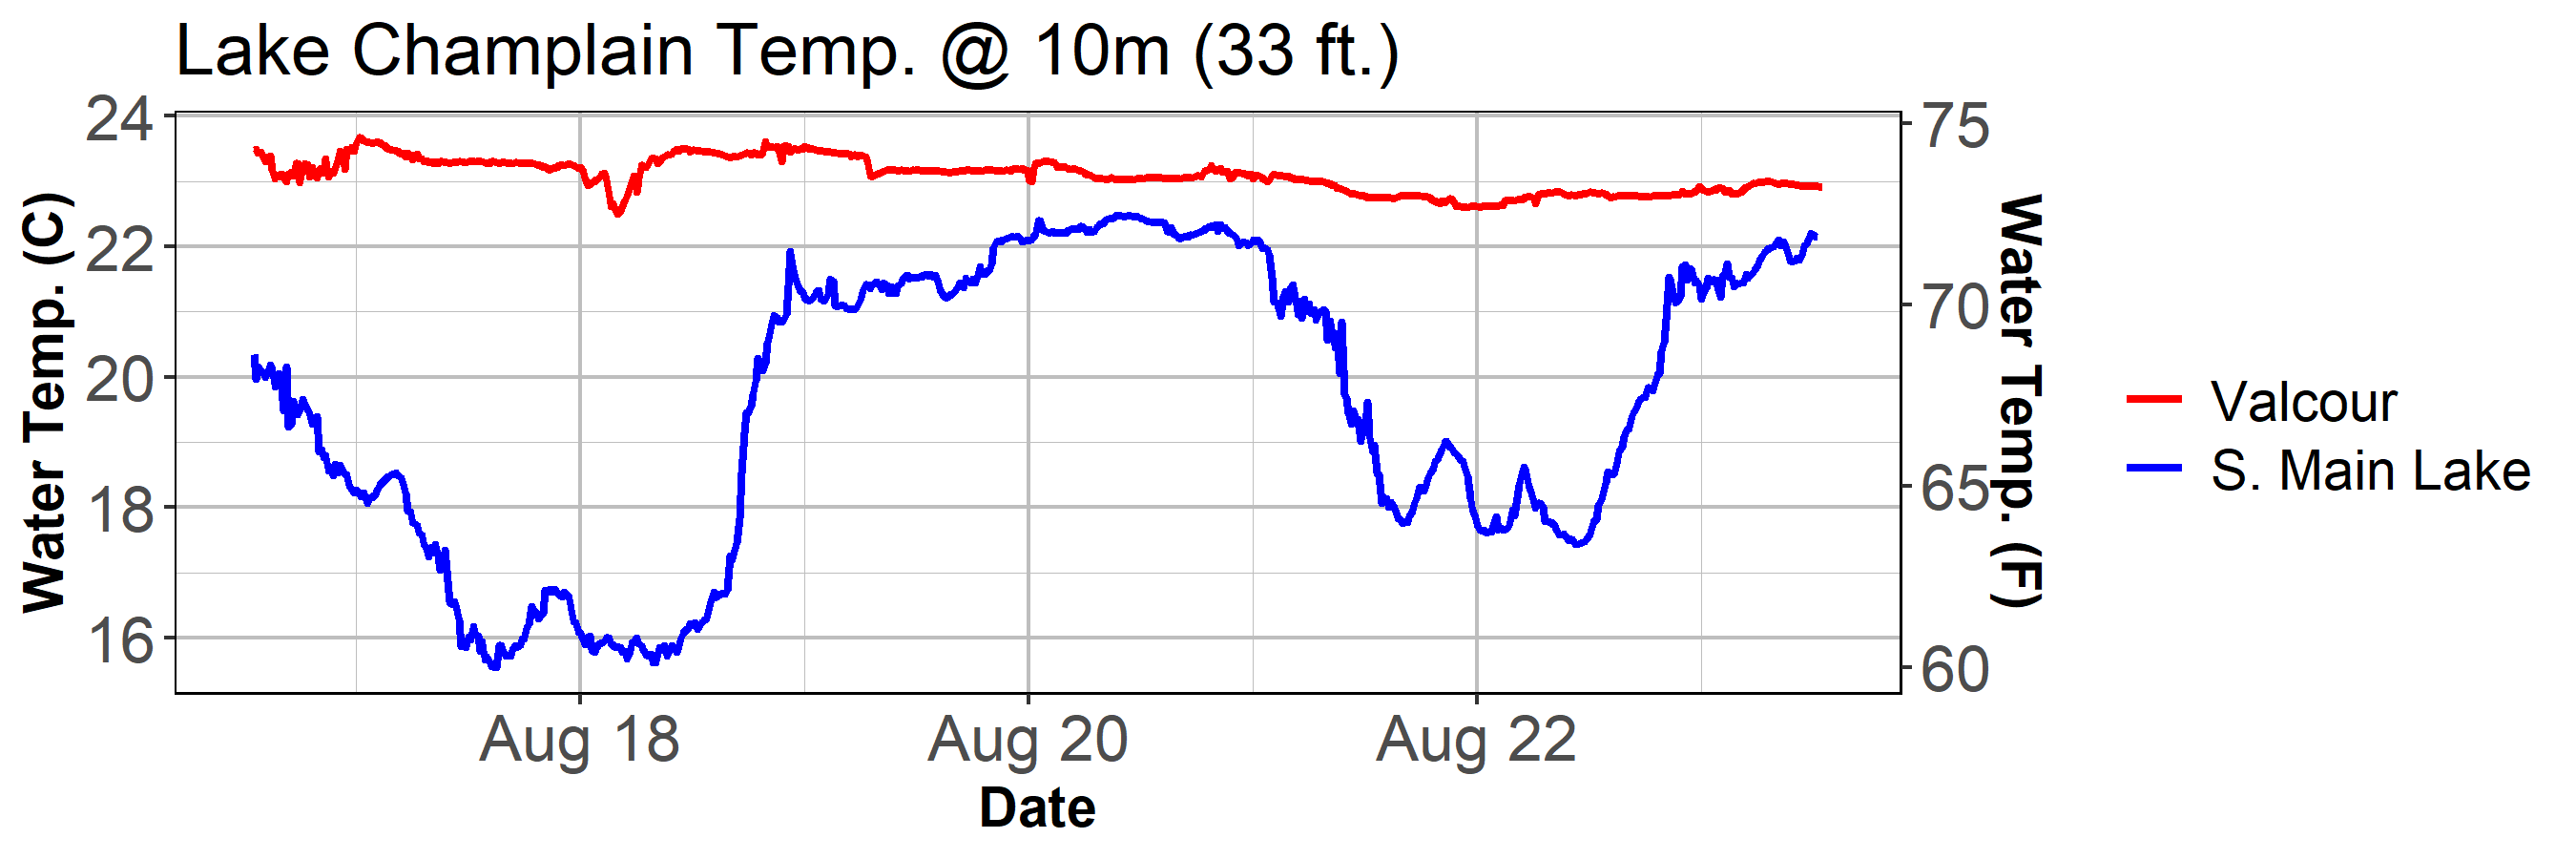 Lake Champlain Temp. @ 10m (33 ft.)
Water Temp. (C)
24
22
20
18
16
75
70
65
60
Water Temp. (F)
Aug 18
Aug 20
Aug 22
Date
Valcour
S. Main Lake